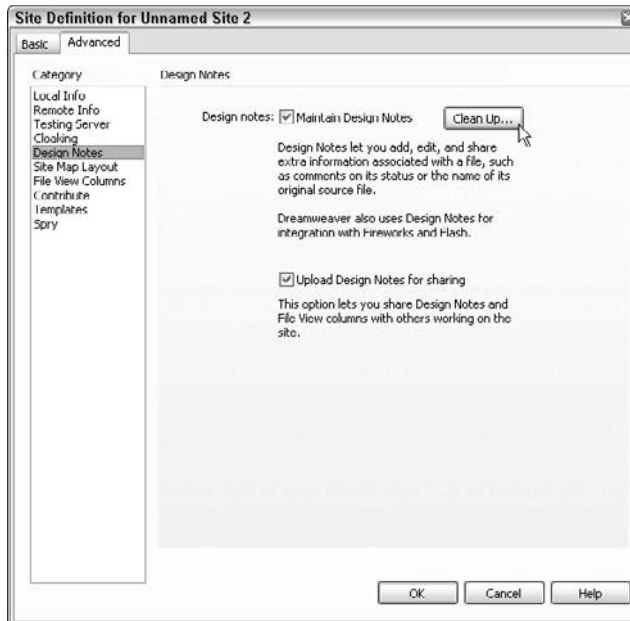 Site Definition for Unnamed Site 2
Basic
Advanced
Category
Design Notes
Local Info
Remote Info
Testing Server
Cloaking
Design Notes
Site Map Layout
File View Columns
Contribute
Templates
Spry
Design notes:
Maintain Design Notes
Clean Up...
Design Notes let you add, edit, and share
extra information associated with a file, such
as comments on its status or the name of its
original source file.
Dreamweaver also uses Design Notes for
integration with Fireworks and Flash.
Upload Design Notes for sharing
This option lets you share Design Notes and
File View columns with others working on the
site.
OK
Cancel
Help